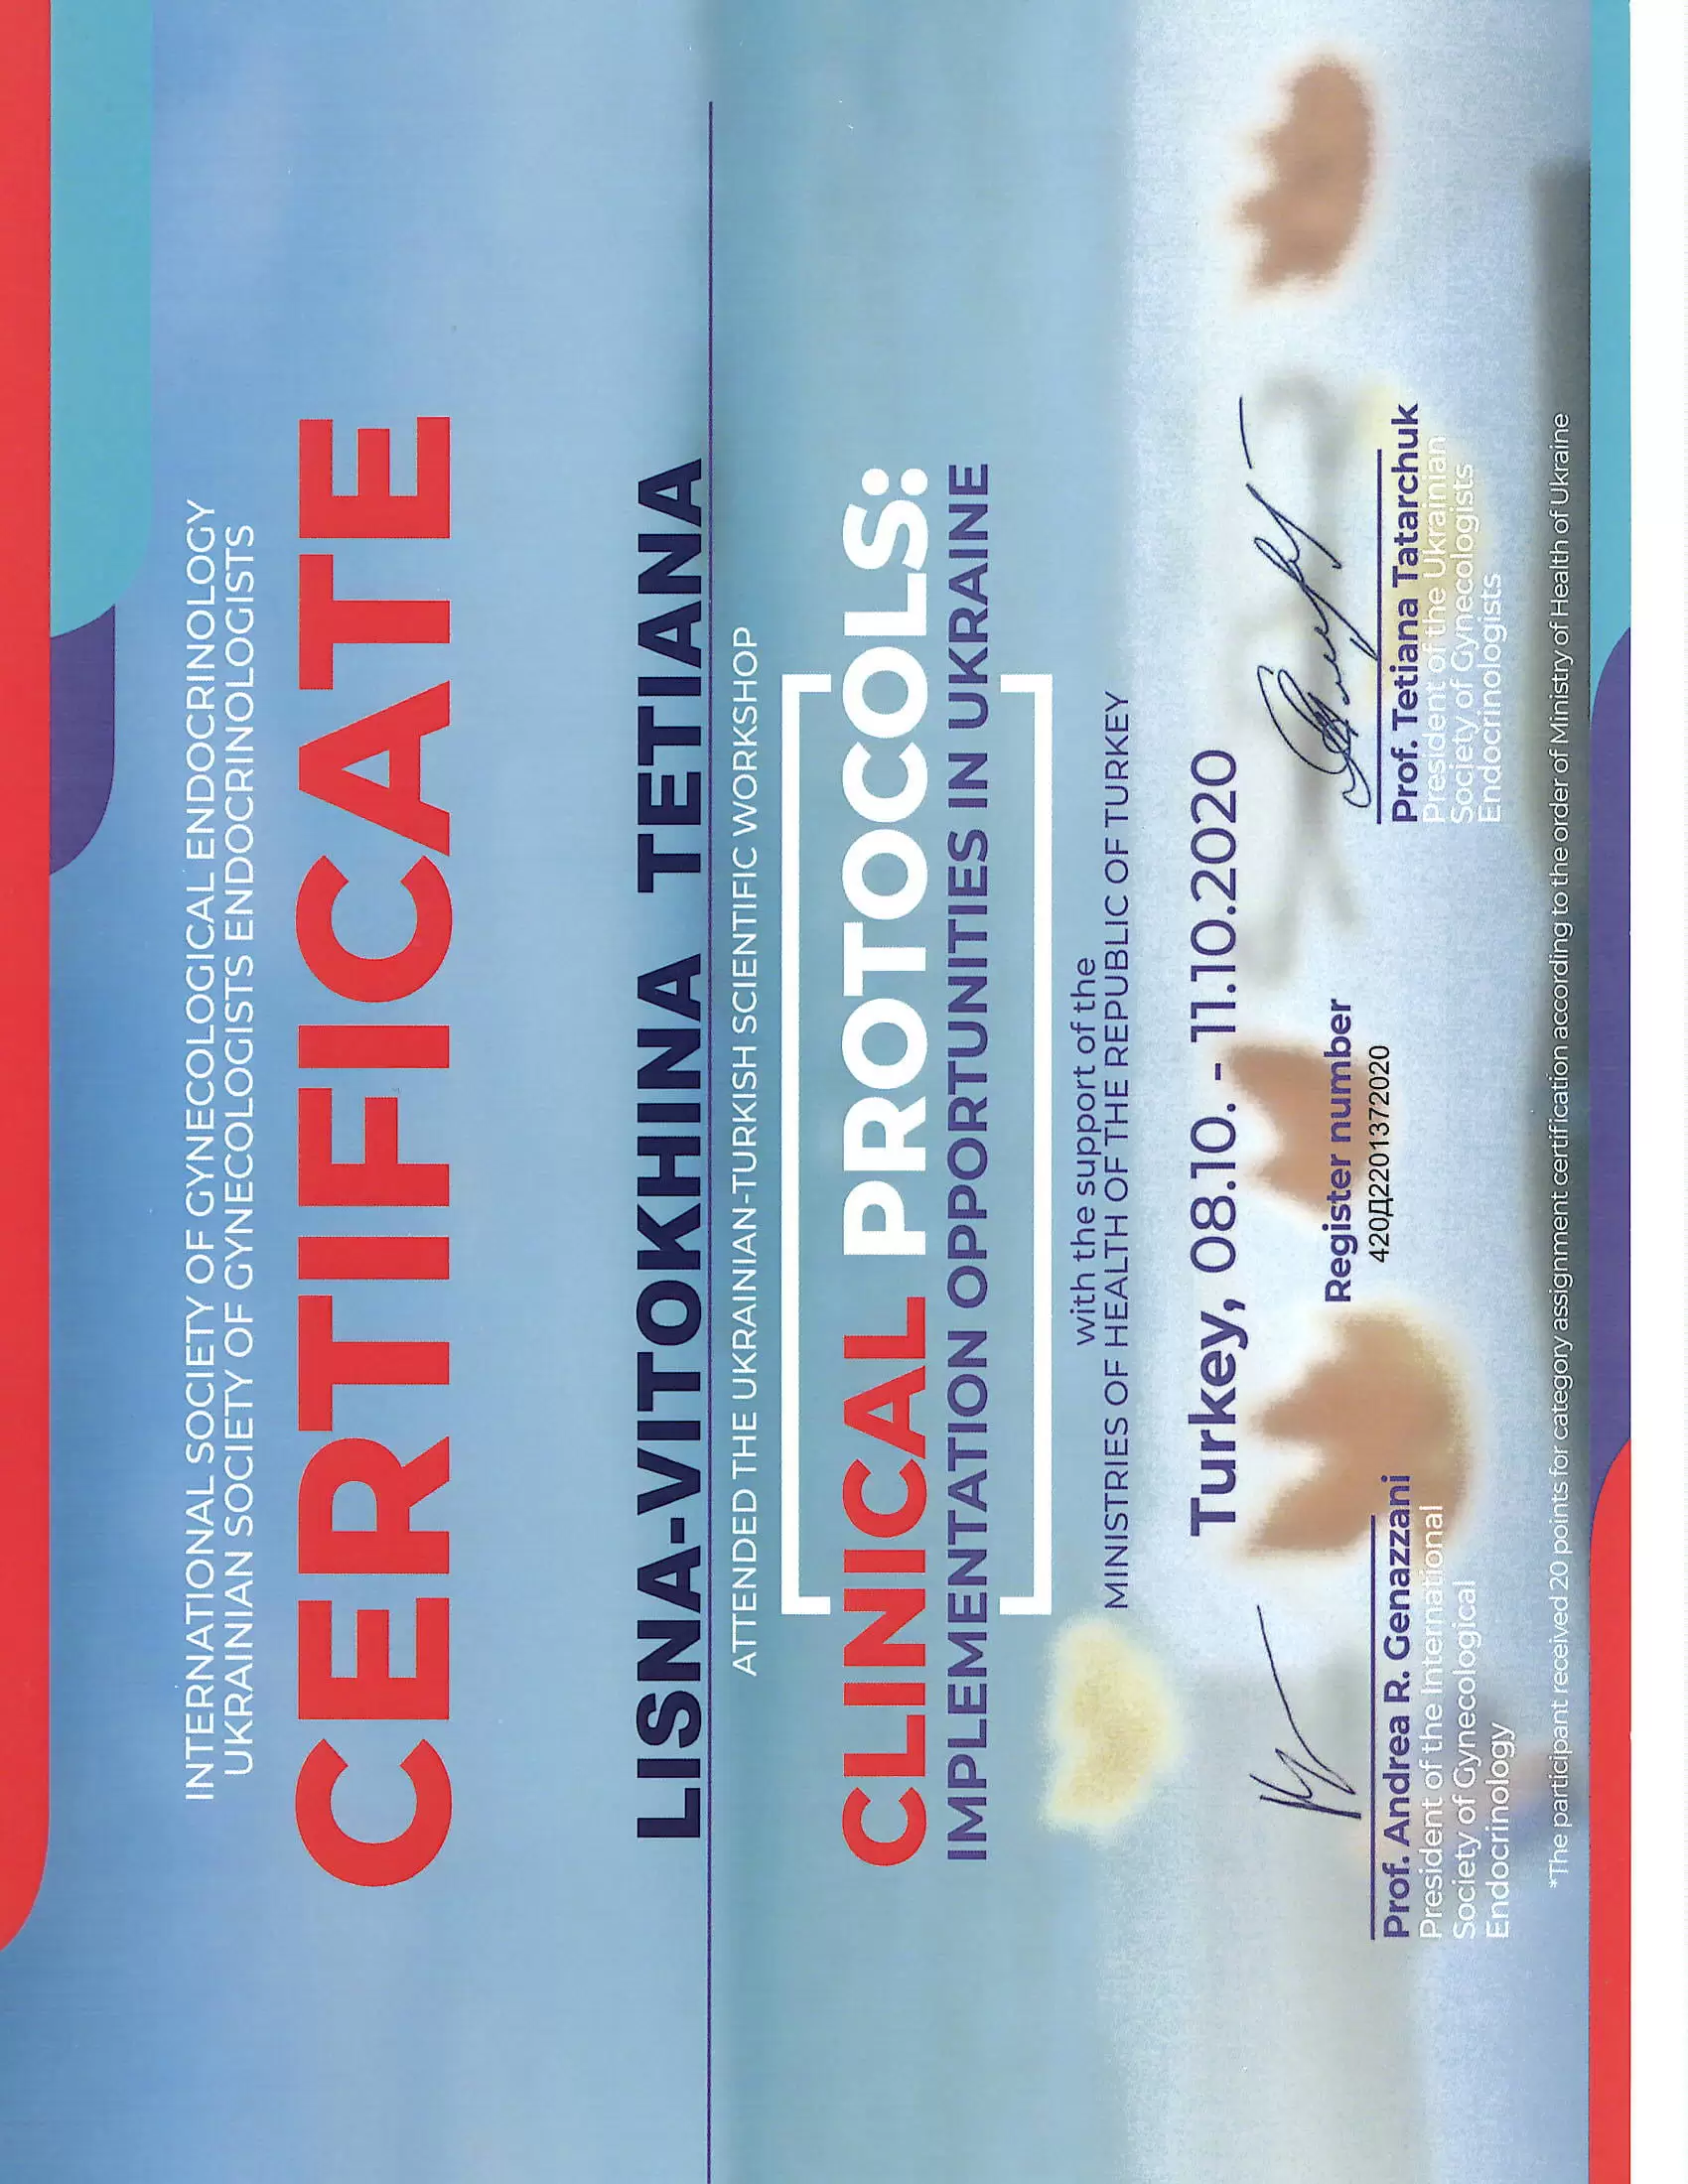 INTERNATIONAL SOCIETY OF GYNECOLOGICAL ENDOCRINOLOGY
UKRAINIAN SOCIETY OF GYNECOLOGISTS ENDOCRINOLOGISTS
CERTIFICATE
LISNA-VITOKHINA TETIANA
ATTENDED THE UKRAINIAN-TURKISH SCIENTIFIC WORKSHOP
CLINICAL PROTOCOLS:
IMPLEMENTATION OPPORTUNITIES IN UKRAINE
with the support of the
MINISTRIES OF HEALTH OF THE REPUBLIC OF TURKEY
Turkey, 08.10. - 11.10.2020
Prof. Andrea R. Genazzani
President of the International
Society of Gynecological
Endocrinology
Register number
420Д2201372020
Prof. Tetiana Tatarchuk
President of the Ukrainian
Society of Gynecologists
Endocrinologists
*The participant received 20 points for category assignment certification according to the order of Ministry of Health of Ukraine